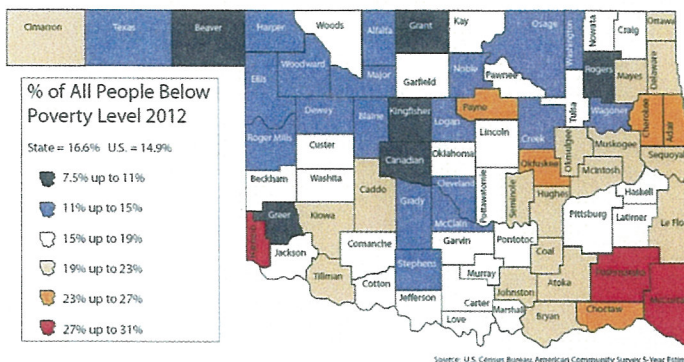 % of All People Below
Poverty Level 2012
State = 16.6% U.S. = 14.9%
7.5% up to 11%
11% up to 15%
15% up to 19%
19% up to 23%
23% up to 27%
27% up to 31%
Cimarron
Texas
Beaver
Harper
Woods
Alfalfa
Grant
Kay
Osage
Washington
Nowata
Craig
Ottawa
Ellis
Woodward
Major
Garfield
Noble
Pawnee
Rogers
Mayes
Delaware
Dewey
Blaine
Kingfisher
Logan
Payne
Creek
Tulsa
Wagoner
Cherokee
Adair
Roger Mills
Custer
Canadian
Oklahoma
Lincoln
Okfuskee
Okmulgee
Muskogee
Sequoyah
Beckham
Washita
Caddo
Grady
Cleveland
McClain
Pottawatomie
Seminole
Hughes
McIntosh
Haskell
Greer
Kiowa
Comanche
Stephens
Garvin
Pontotoc
Pittsburg
Latimer
Le Flo
Jackson
Tillman
Cotton
Jefferson
Murray
Carter
Love
Johnston
Marshall
Coal
Atoka
Bryan
Choctaw
Source: U.S. Census Bureau, American Community Survey 5-Year Estim